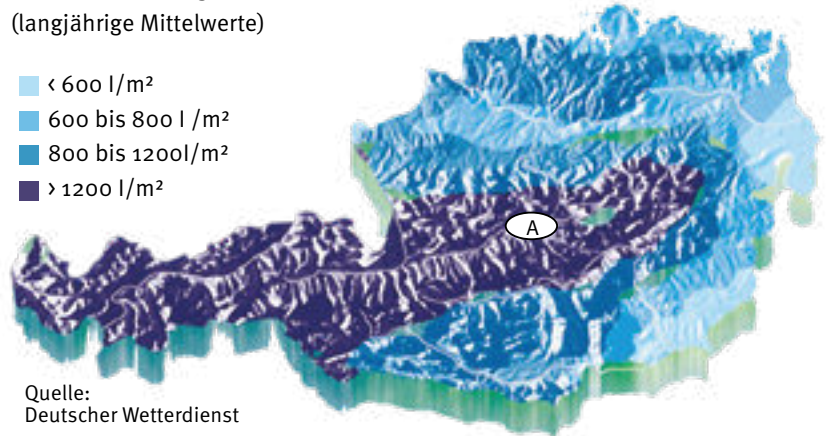 (langjährige Mittelwerte)
< 600 l/m²
600 bis 800 l /m²
800 bis 1200l/m²
> 1200 l/m²
A
Quelle:
Deutscher Wetterdienst